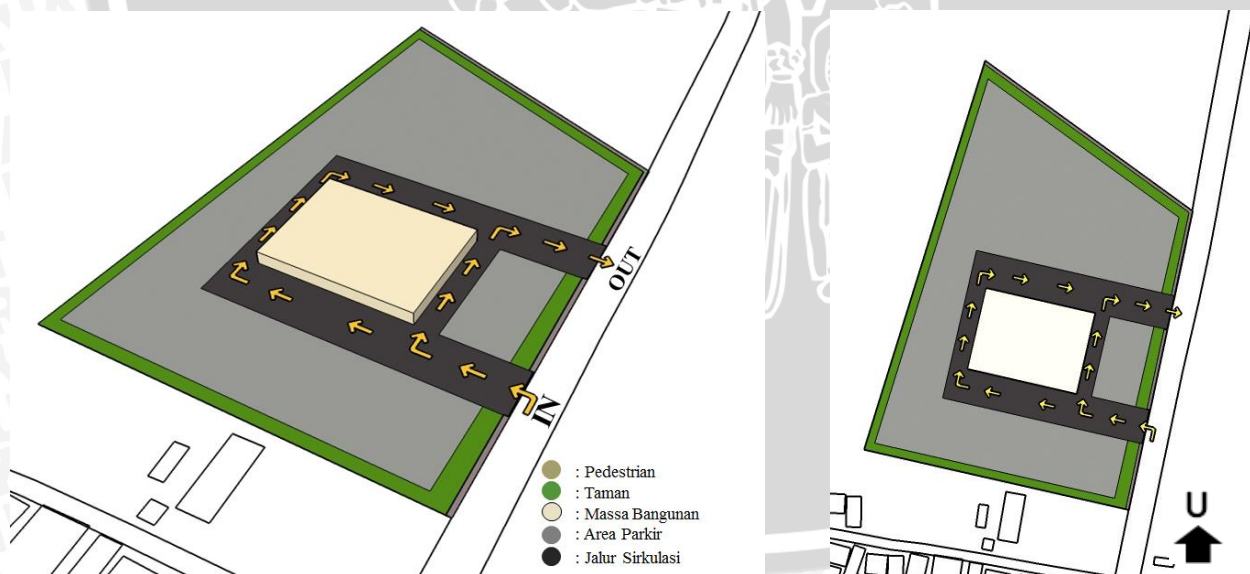 OUT
IN
: Pedestrian
: Taman
: Massa Bangunan
: Area Parkir
: Jalur Sirkulasi
U